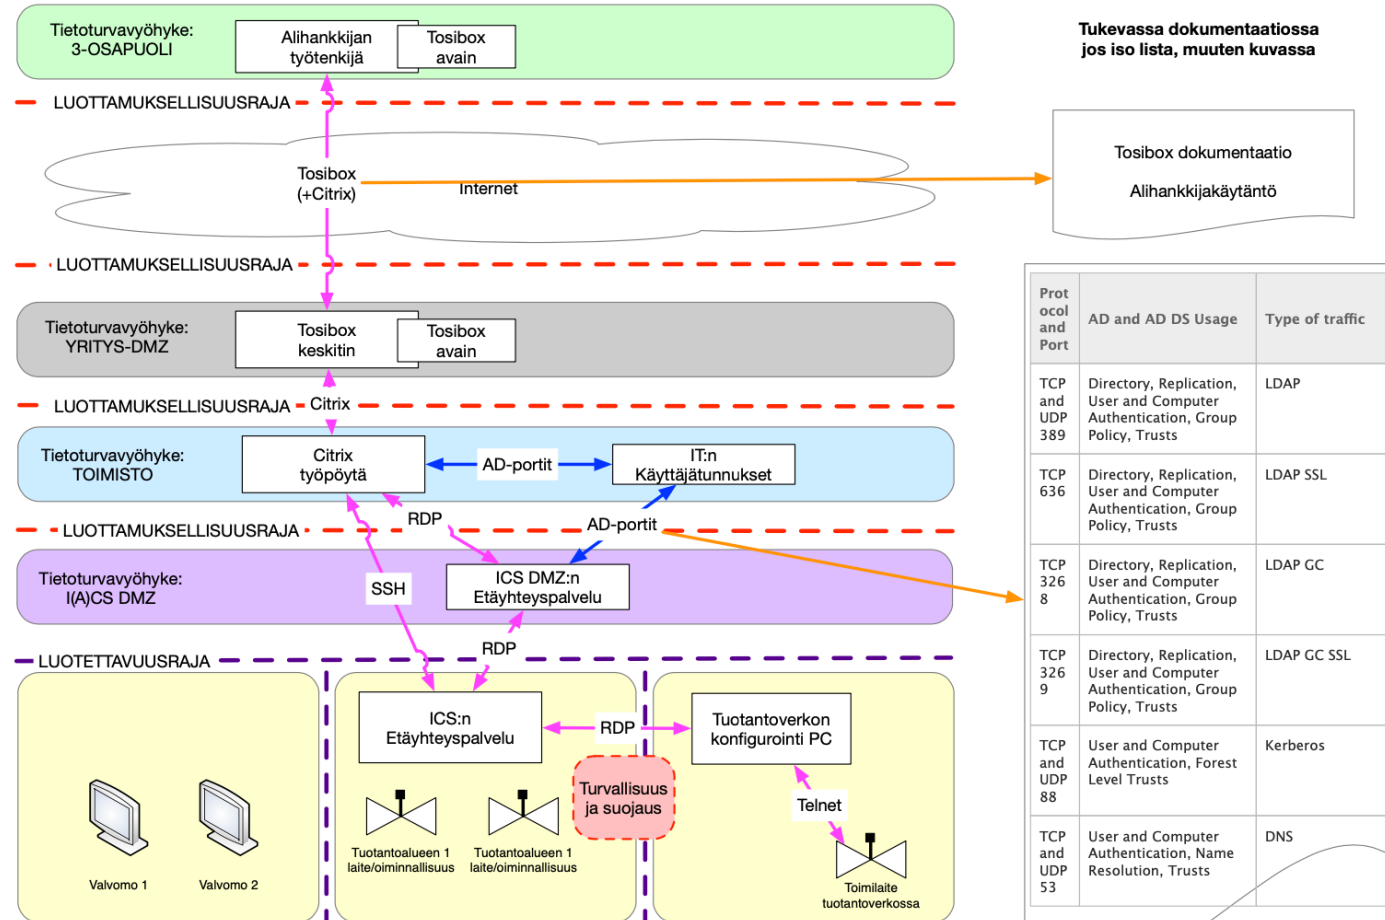 Tietoturvavyöhyke:
3-OSAPUOLI
Alihankkijan
työtenkijä
Tosibox
avain
Tukevassa dokumentaatiossa
jos iso lista, muuten kuvassa
LUOTTAMUKSELLISUUSRAJA
Tosibox
(+Citrix)
Internet
Tosibox dokumentaatio
Alihankkijakäytäntö
LUOTTAMUKSELLISUUSRAJA
Tietoturvavyöhyke:
YRITYS-DMZ
Tosibox
keskitin
Tosibox
avain
LUOTTAMUKSELLISUUSRAJA
Citrix
Tietoturvavyöhyke:
TOIMISTO
Citrix
työpöytä
AD-portit
IT:n
Käyttäjätunnukset
RDP
LUOTTAMUKSELLISUUSRAJA
AD-portit
Tietoturvavyöhyke:
I(A)CS DMZ
SSH
ICS DMZ:n
Etäyhteyspalvelu
RDP
LUOTETTAVUUSRAJA
ICS:n
Etäyhteyspalvelu
RDP
Tuotantoverkon
konfigurointi PC
Turvallisuus
ja suojaus
Telnet
Valvomo 1
Valvomo 2
Tuotantoalueen 1
laite/oiminnallisuus
Tuotantoalueen 1
laite/oiminnallisuus
Toimilaite
tuotantoverkossa
Prot
ocol
and
Port
AD and AD DS Usage
Type of traffic
TCP
and
UDP
389
Directory, Replication,
User and Computer
Authentication, Group
Policy, Trusts
LDAP
TCP
636
Directory, Replication,
User and Computer
Authentication, Group
Policy, Trusts
LDAP SSL
TCP
326
8
Directory, Replication,
User and Computer
Authentication, Group
Policy, Trusts
LDAP GC
TCP
326
9
Directory, Replication,
User and Computer
Authentication, Group
Policy, Trusts
LDAP GC SSL
TCP
and
UDP
88
User and Computer
Authentication, Forest
Level Trusts
Kerberos
TCP
and
UDP
53
User and Computer
Authentication, Name
Resolution, Trusts
DNS